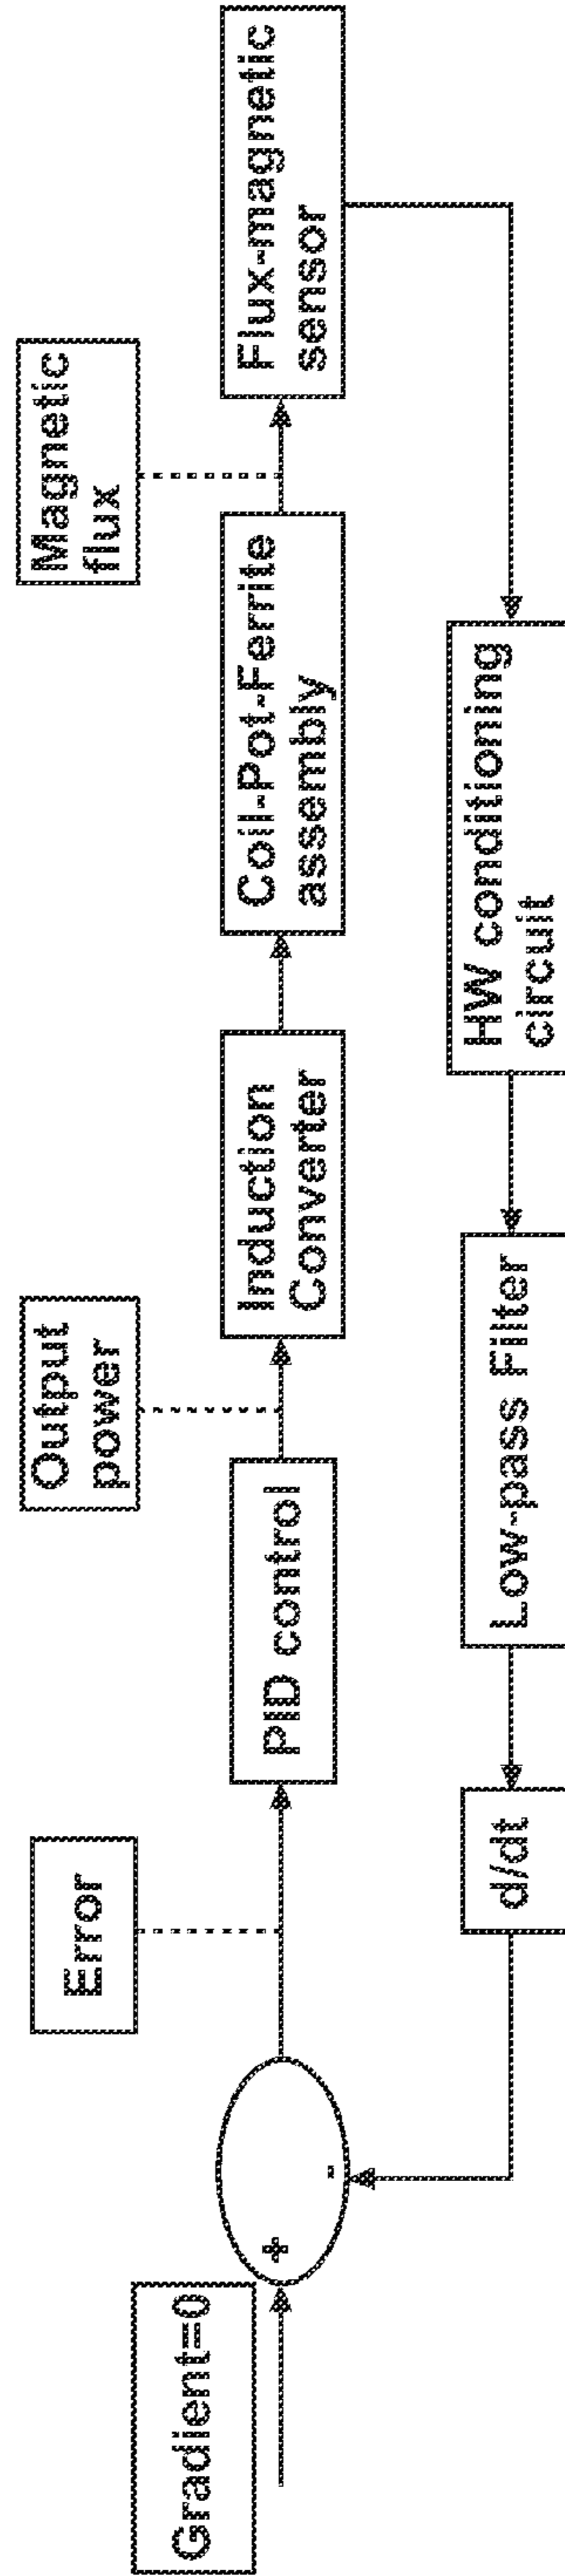 Gradient=0
+
-
Error
PID control
Output
power
Induction
Converter
Coil-Pot-Ferrite
assembly
Magnetic
flux
Flux-magnetic
sensor
HW conditioning
circuit
Low-pass Filter
d/dt